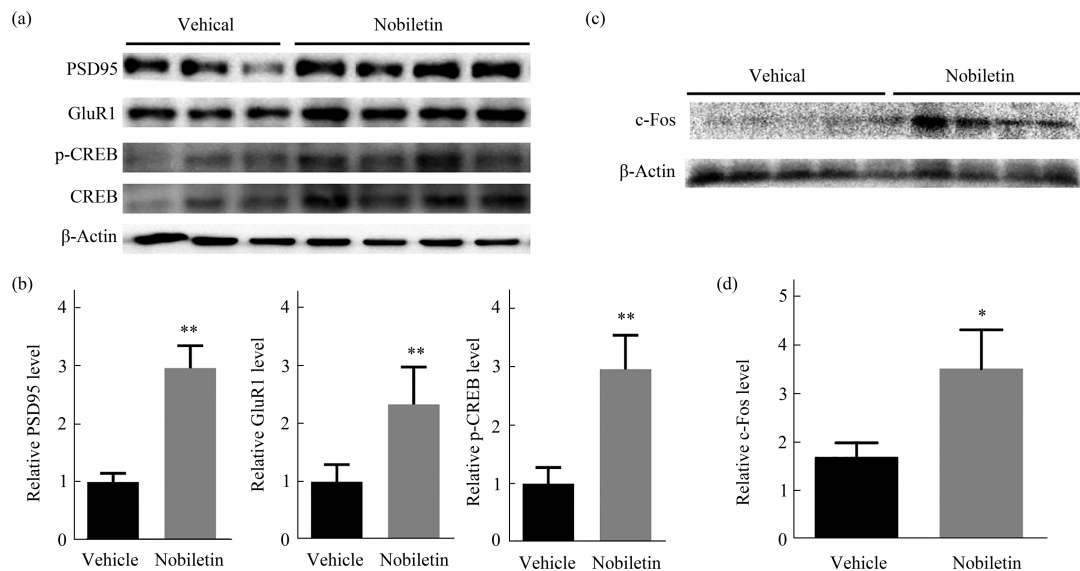 (a)
Vehical Nobiletin
PSD95
GluR1
p-CREB
CREB
β-Actin
(c)
Vehical Nobiletin
c-Fos
β-Actin
(b)
Relative PSD95 level
4
3
2
1
0
**
Vehicle Nobiletin
Relative GluR1 level
4
3
2
1
0
**
Vehicle Nobiletin
Relative p-CREB level
4
3
2
1
0
**
Vehicle Nobiletin
(d)
Relative c-Fos level
5
4
3
2
1
0
*
Vehicle Nobiletin